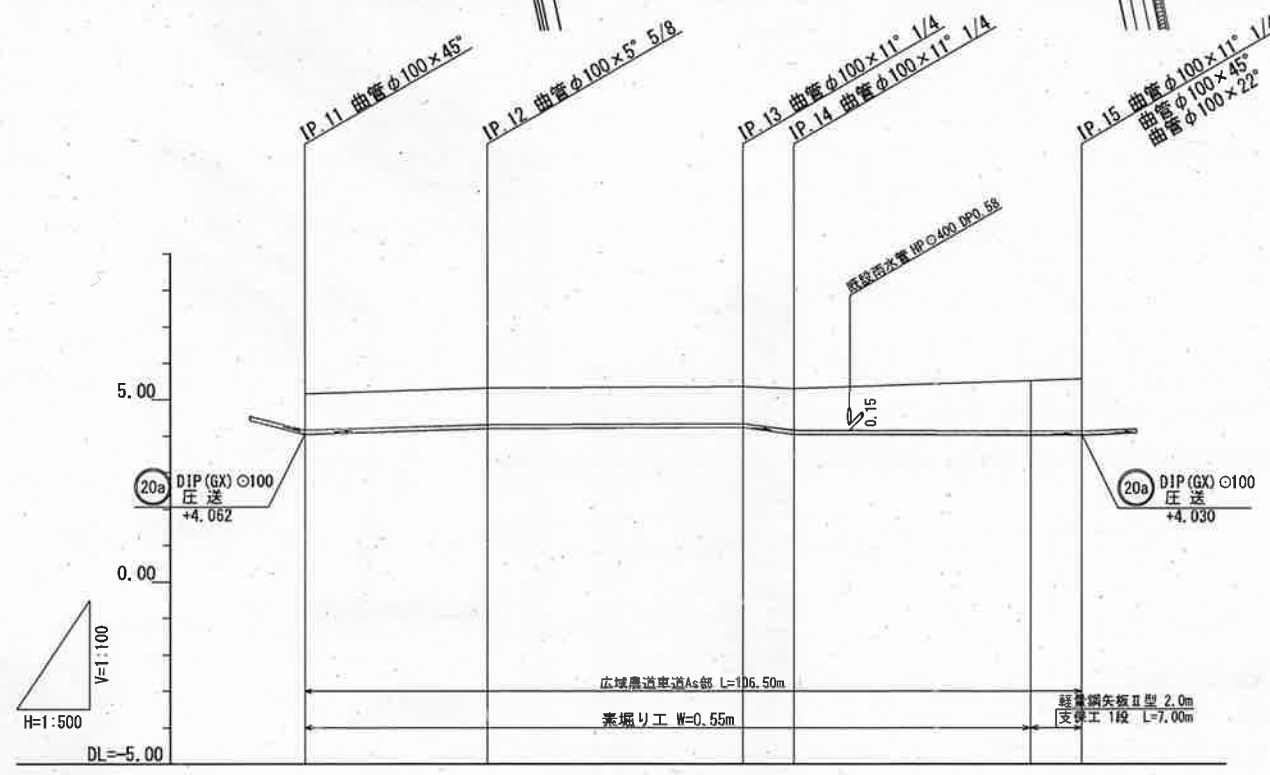 IP.11 曲管φ100×45°
IP.12 曲管φ100×5° 5/8
IP.13 曲管φ100×11° 1/4
IP.14 曲管φ100×11° 1/4
IP.15 曲管φ100×11° 1/4
曲管φ100×45°
曲管φ100×22°
既設雨水管 HP⊙400 DP0.58
0.15
5.00
20a DIP(GX)⊙100
圧送
+4.062
20a DIP(GX)⊙100
圧送
+4.030
0.00
V=1:100
H=1:500
広域農道車道As部 L=106.50m
素堀り工 W=0.55m
軽量鋼矢板Ⅱ型 2.0m
支保工 1段 L=7.00m
DL=-5.00